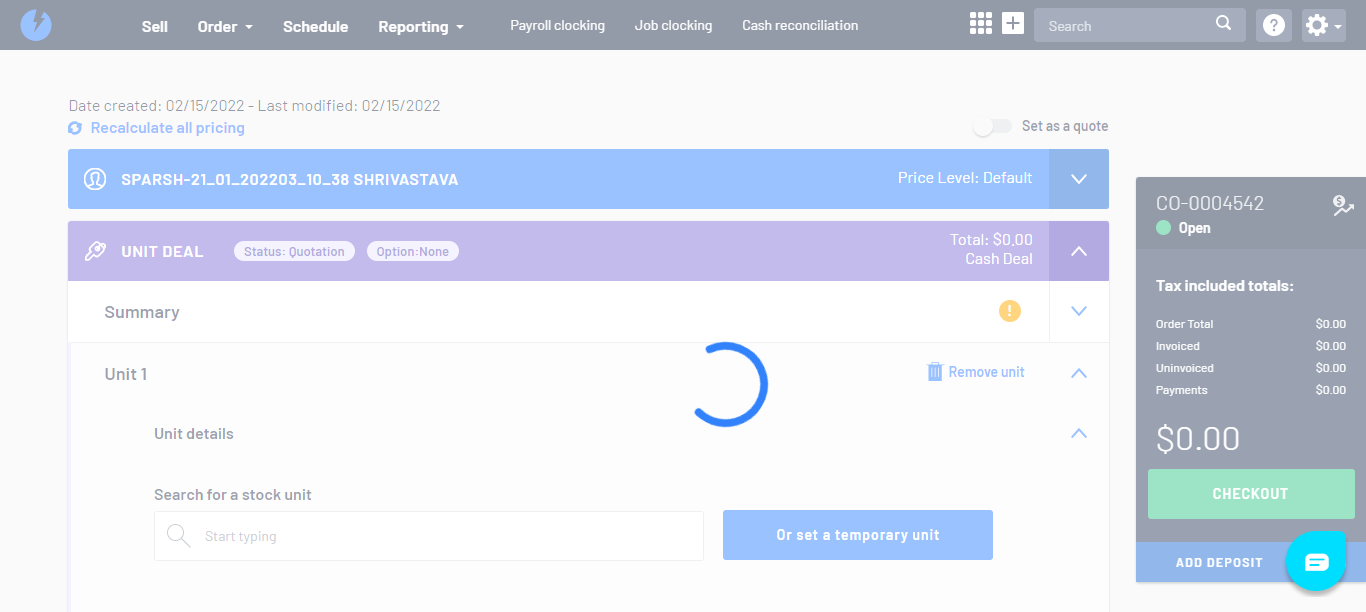 Sell Order Schedule Reporting Payroll clocking Job clocking Cash reconciliation Search
Date created: 02/15/2022 - Last modified: 02/15/2022
Recalculate all pricing
Set as a quote
SPARSH-21_01_202203_10_38 SHRIVASTAVA
Price Level: Default
UNIT DEAL
Status: Quotation
Option:None
Total: $0.00
Cash Deal
Summary
Unit 1
Remove unit
Unit details
Search for a stock unit
Start typing
Or set a temporary unit
CO-0004542
Open
Tax included totals:
Order Total $0.00
Invoiced $0.00
Uninvoiced $0.00
Payments $0.00
$0.00
CHECKOUT
ADD DEPOSIT